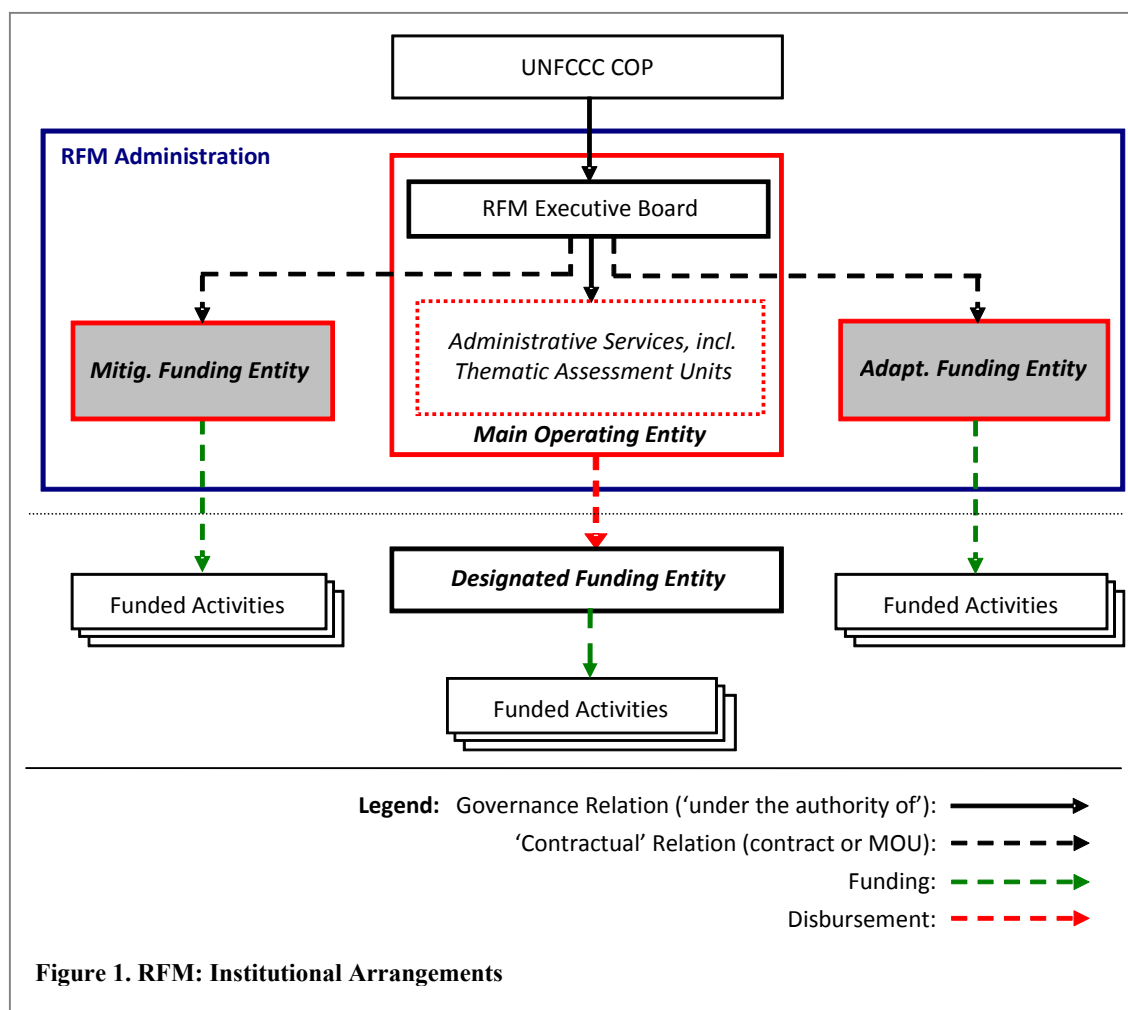 UNFCCC COP
RFM Administration
RFM Executive Board
Mitig. Funding Entity
Administrative Services, incl.
Thematic Assessment Units
Adapt. Funding Entity
Main Operating Entity
Designated Funding Entity
Funded Activities
Funded Activities
Funded Activities
Legend: Governance Relation (‘under the authority of’):
‘Contractual’ Relation (contract or MOU):
Funding:
Disbursement:
Figure 1. RFM: Institutional Arrangements